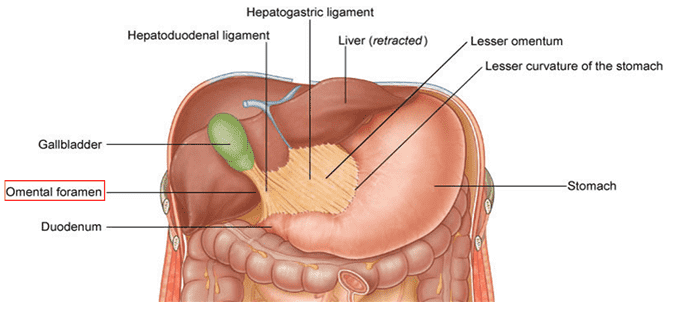 Hepatogastric ligament
Hepatoduodenal ligament
Liver (retracted)
Lesser omentum
Lesser curvature of the stomach
Gallbladder
Omental foramen
Stomach
Duodenum